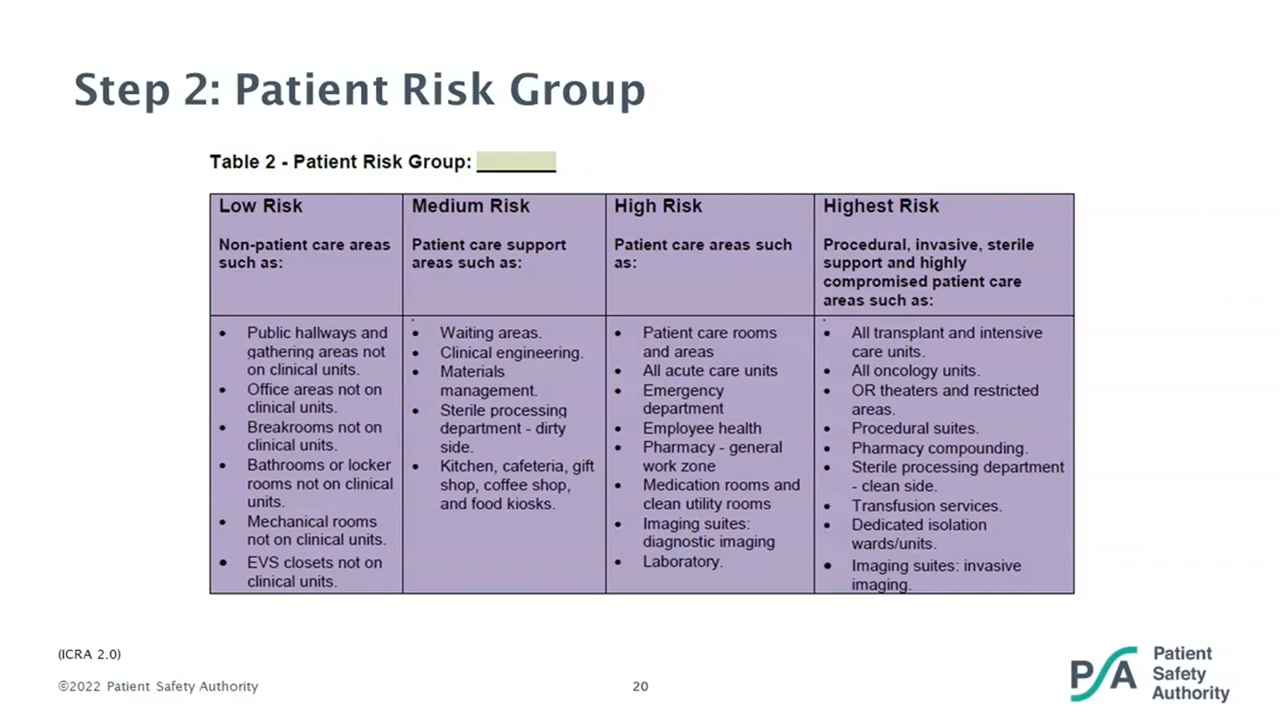 Step 2: Patient Risk Group
Table 2 - Patient Risk Group:
Low Risk
Non-patient care areas
such as:
Medium Risk
Patient care support
areas such as:
High Risk
Patient care areas such
as:
Highest Risk
Procedural, invasive, sterile
support and highly
compromised patient care
areas such as:
• Public hallways and
gathering areas not
on clinical units.
• Office areas not on
clinical units.
• Breakrooms not on
clinical units.
• Bathrooms or locker
rooms not on clinical
units.
• Mechanical rooms
not on clinical units.
• EVS closets not on
clinical units.
• Waiting areas.
• Clinical engineering.
• Materials
management.
• Sterile processing
department - dirty
side.
• Kitchen, cafeteria, gift
shop, coffee shop,
and food kiosks.
• Patient care rooms
and areas
• All acute care units
• Emergency
department
• Employee health
• Pharmacy - general
work zone
• Medication rooms and
clean utility rooms
• Imaging suites:
diagnostic imaging
• Laboratory.
• All transplant and intensive
care units.
• All oncology units.
• OR theaters and restricted
areas.
• Procedural suites.
• Pharmacy compounding.
• Sterile processing department
- clean side.
• Transfusion services.
• Dedicated isolation
wards/units.
• Imaging suites: invasive
imaging.
(ICRA 2.0)
©2022 Patient Safety Authority
20
PSA
Patient
Safety
Authority